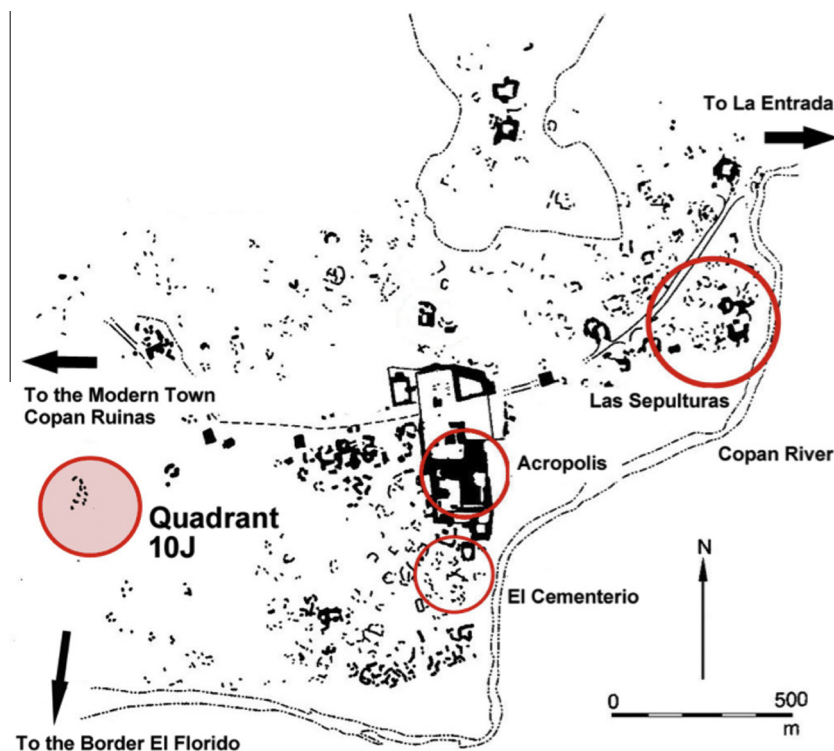 To La Entrada
To the Modern Town
Copan Ruinas
Las Sepulturas
Copan River
Acropolis
Quadrant
10J
El Cementerio
N
0 500
m
To the Border El Florido